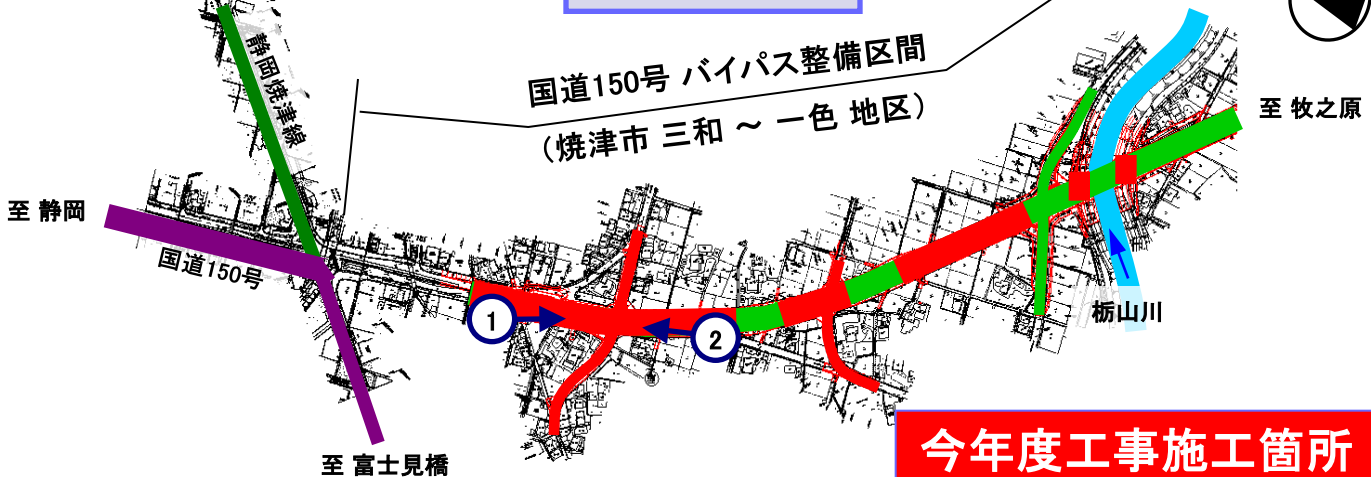 静岡焼津線
国道150号 バイパス整備区間
(焼津市 三和 ～ 一色 地区)
至 牧之原
至 静岡
国道150号
1
2
栃山川
至 富士見橋
今年度工事施工箇所